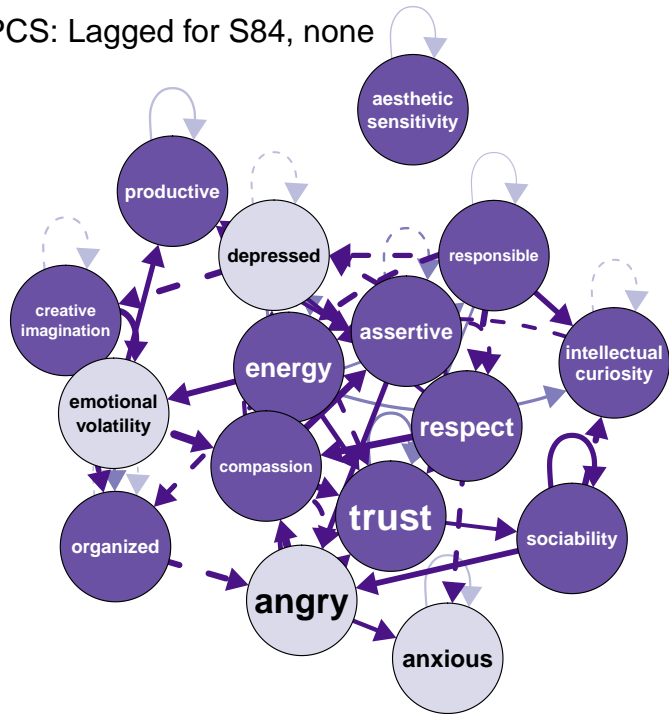 PCS: Lagged for S84, none
aesthetic
sensitivity
productive
depressed
responsible
creative
imagination
assertive
energy
intellectual
curiosity
emotional
volatility
respect
compassion
trust
organized
sociability
angry
anxious